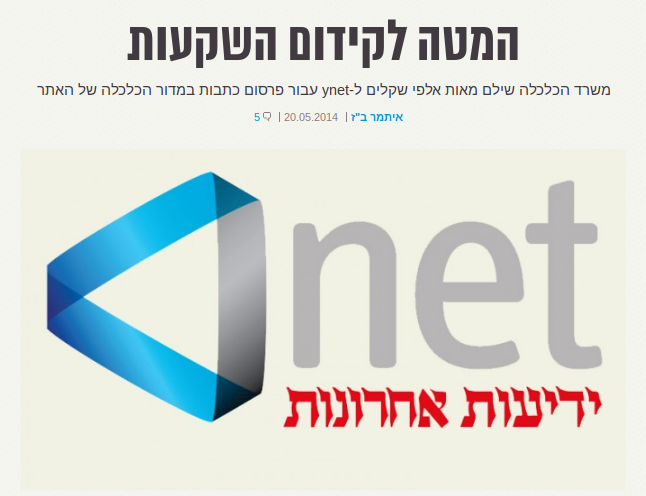 המטה לקידום השקעות
משרד הכלכלה שילם מאות אלפי שקלים ל-ynet עבור פרסום כתבות במדור הכלכלה של האתר
איתמר ב"ז | 20.05.2014 | 5
net
ידיעות אחרונות